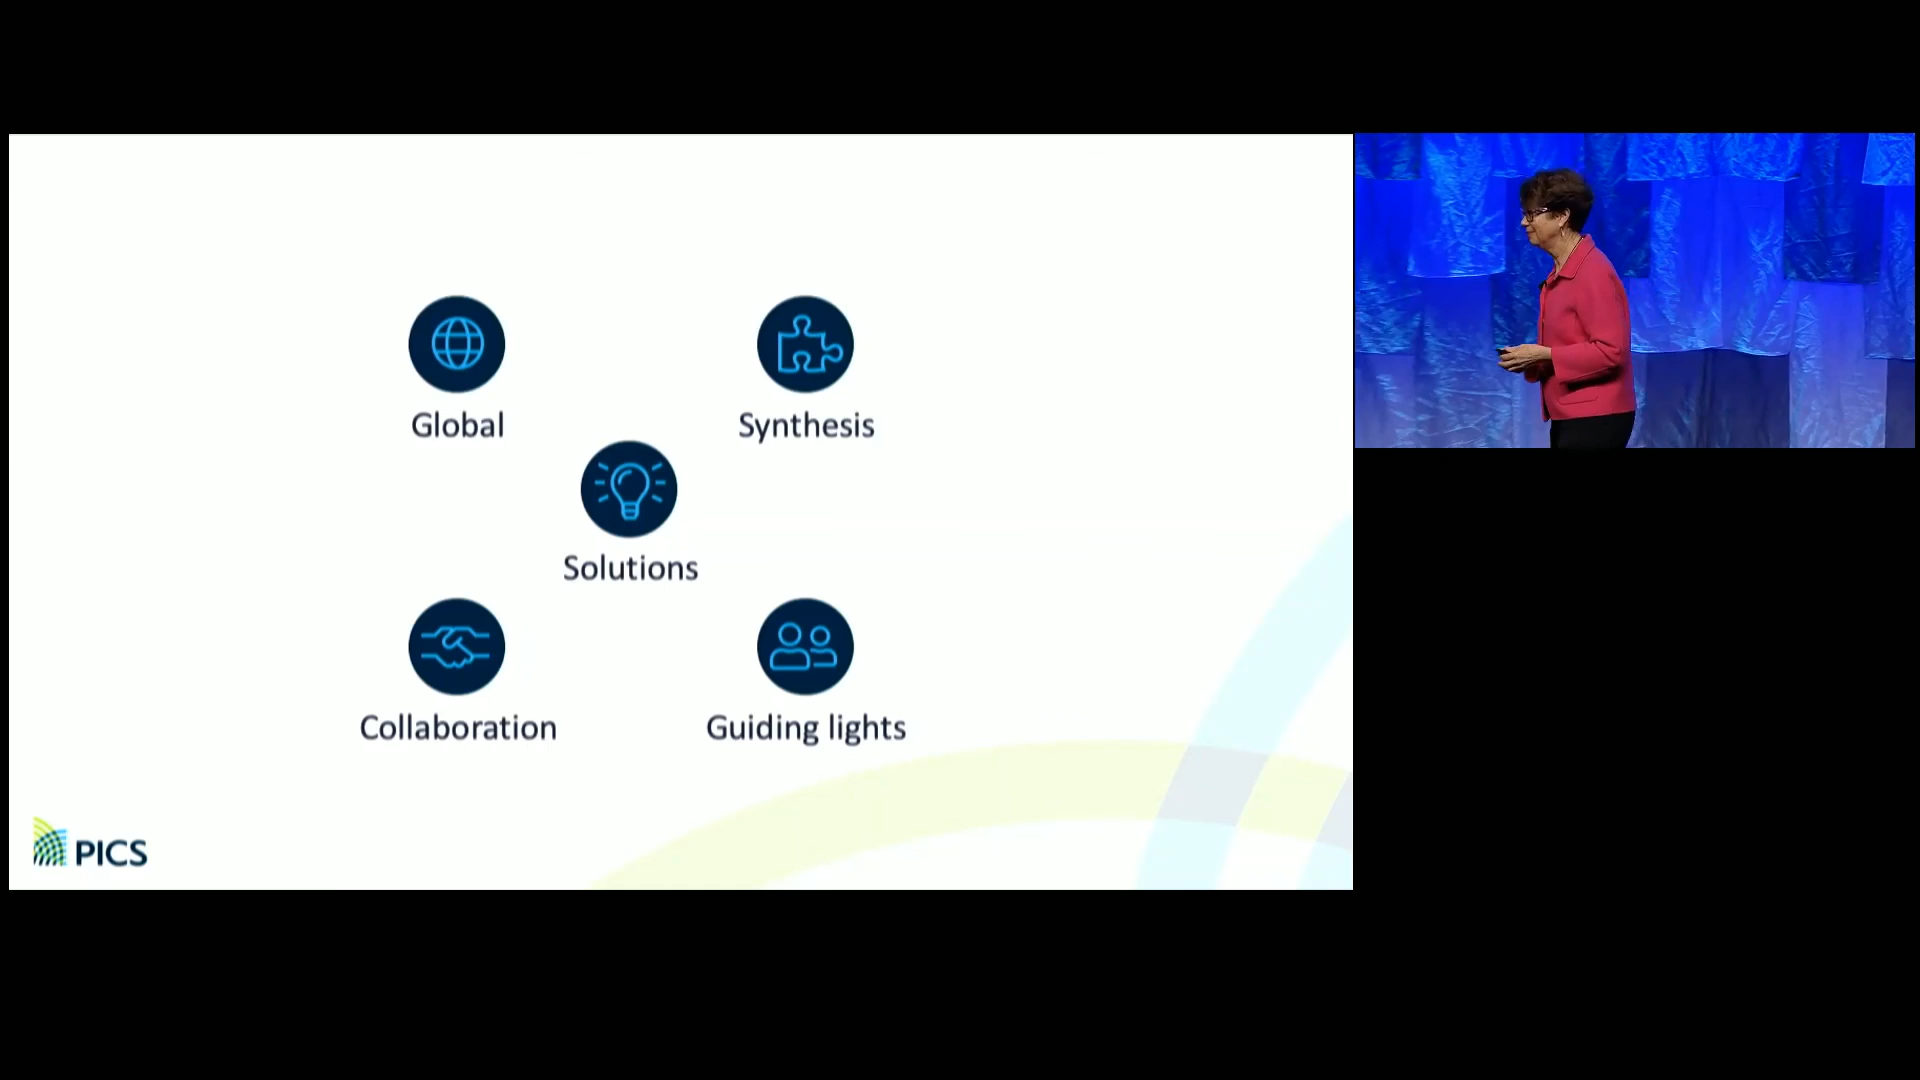 Global
Synthesis
Solutions
Collaboration
Guiding lights
PICS